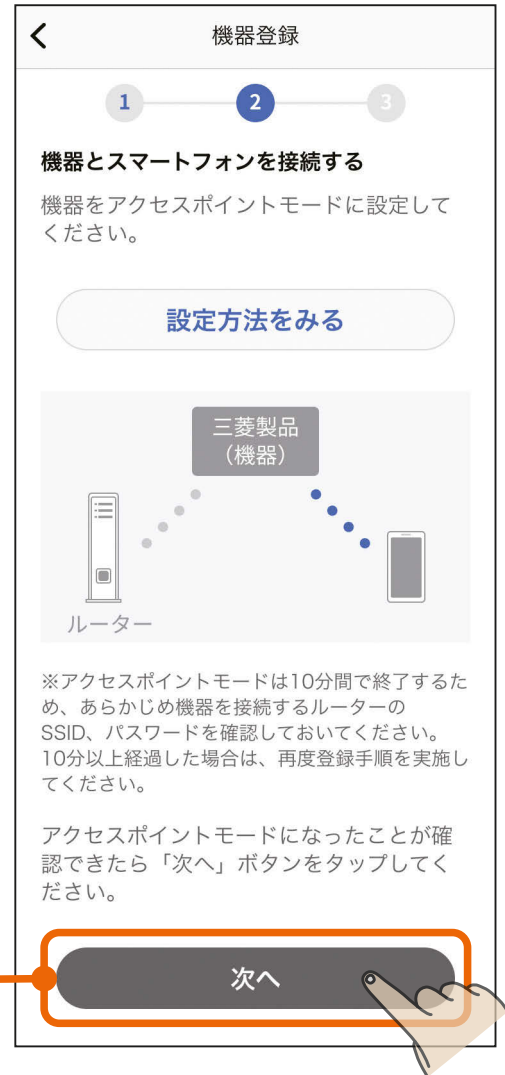 機器登録
1
2
3
機器とスマートフォンを接続する
機器をアクセスポイントモードに設定して
ください。
設定方法をみる
三菱製品
（機器）
ルーター
※アクセスポイントモードは10分間で終了するた
め、あらかじめ機器を接続するルーターの
SSID、パスワードを確認しておいてください。
10分以上経過した場合は、再度登録手順を実施し
てください。
アクセスポイントモードになったことが確
認できたら「次へ」ボタンをタップしてく
ださい。
次へ